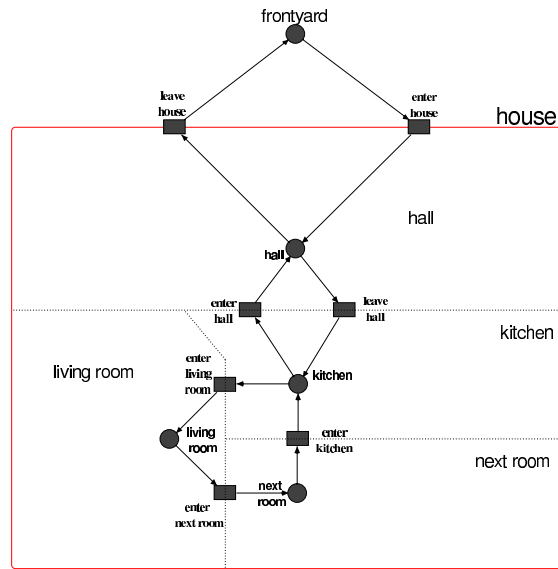 frontyard
leave
house
enter
house
house
hall
hall
enter
hall
leave
hall
kitchen
living room
enter
living
room
kitchen
living
room
enter
kitchen
next room
next
room
enter
next room